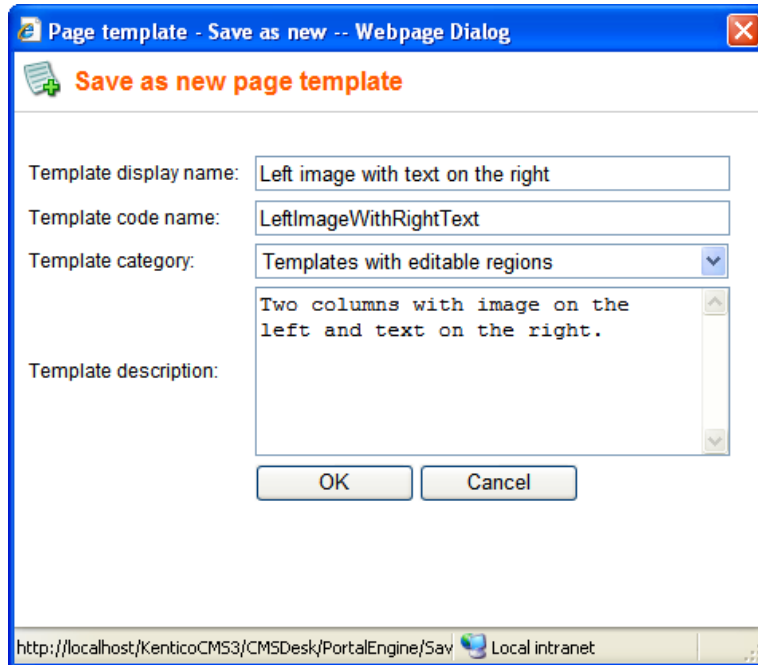 Page template - Save as new -- Webpage Dialog
Save as new page template
Template display name: Left image with text on the right
Template code name: LeftImageWithRightText
Template category: Templates with editable regions
Template description: Two columns with image on the
left and text on the right.
OK Cancel
http://localhost/KenticoCMS3/CMSDesk/PortalEngine/Sav Local intranet